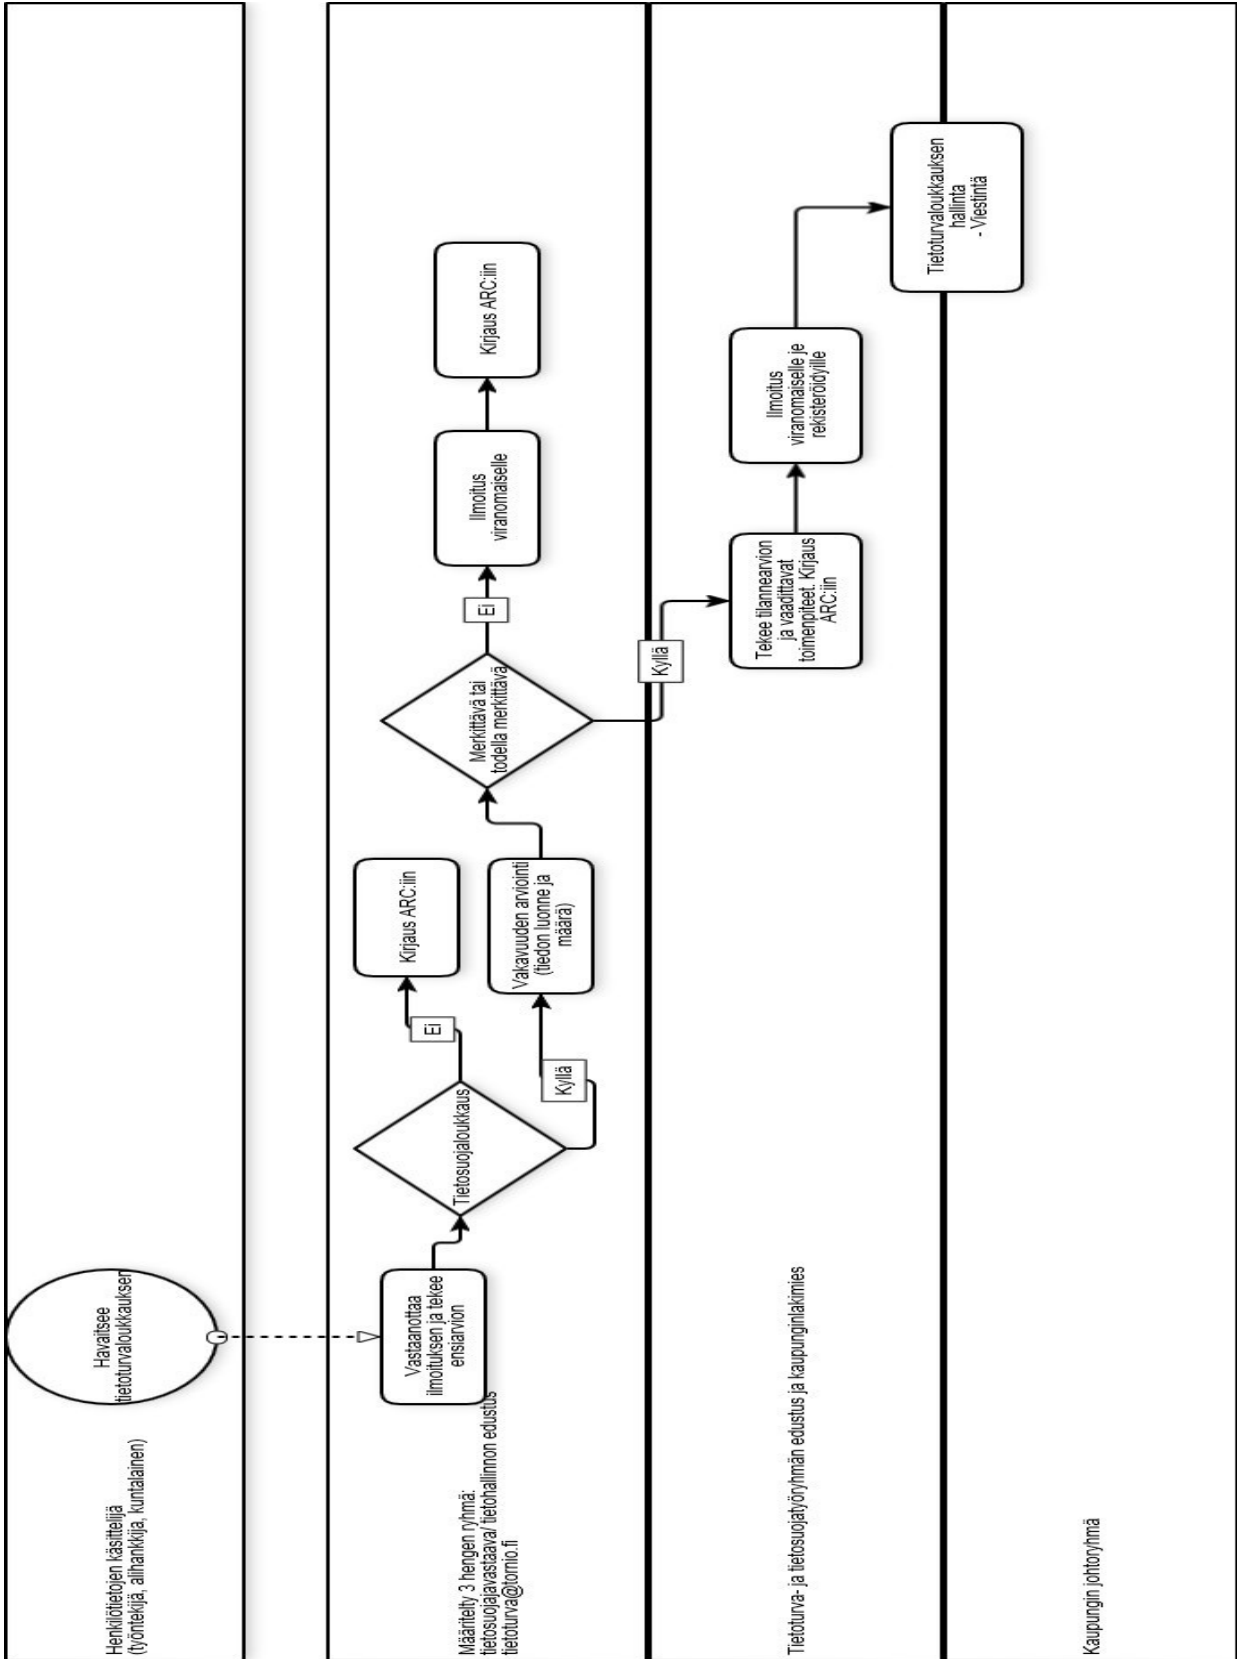 Henkilötietojen käsittelijä
(työntekijä, alihankkija, kuntalainen)
Havaitsee
tietoturvaloukkauksen
Määritelty 3 hengen ryhmä:
tietosuojajavastaava/ tietohallinnon edustus
tietoturva@tornio.fi
Vastaanottaa
ilmoituksen ja tekee
ensiarvion
Tietosuojaloukkaus
Ei
Kirjaus ARC:iin
Kyllä
Vakavuuden arviointi
(tiedon luonne ja
määrä)
Merkittävä tai
todella merkittävä
Ei
Ilmoitus
viranomaiselle
Kirjaus ARC:iin
Kyllä
Tietoturva- ja tietosuojatyöryhmän edustus ja kaupunginlakimies
Tekee tilannearvion
ja vaadittavat
toimenpiteet. Kirjaus
ARC:iin
Ilmoitus
viranomaiselle je
rekisteröidyille
Tietoturvaloukkauksen
hallinta
- Viestintä
Kaupungin johtoryhmä